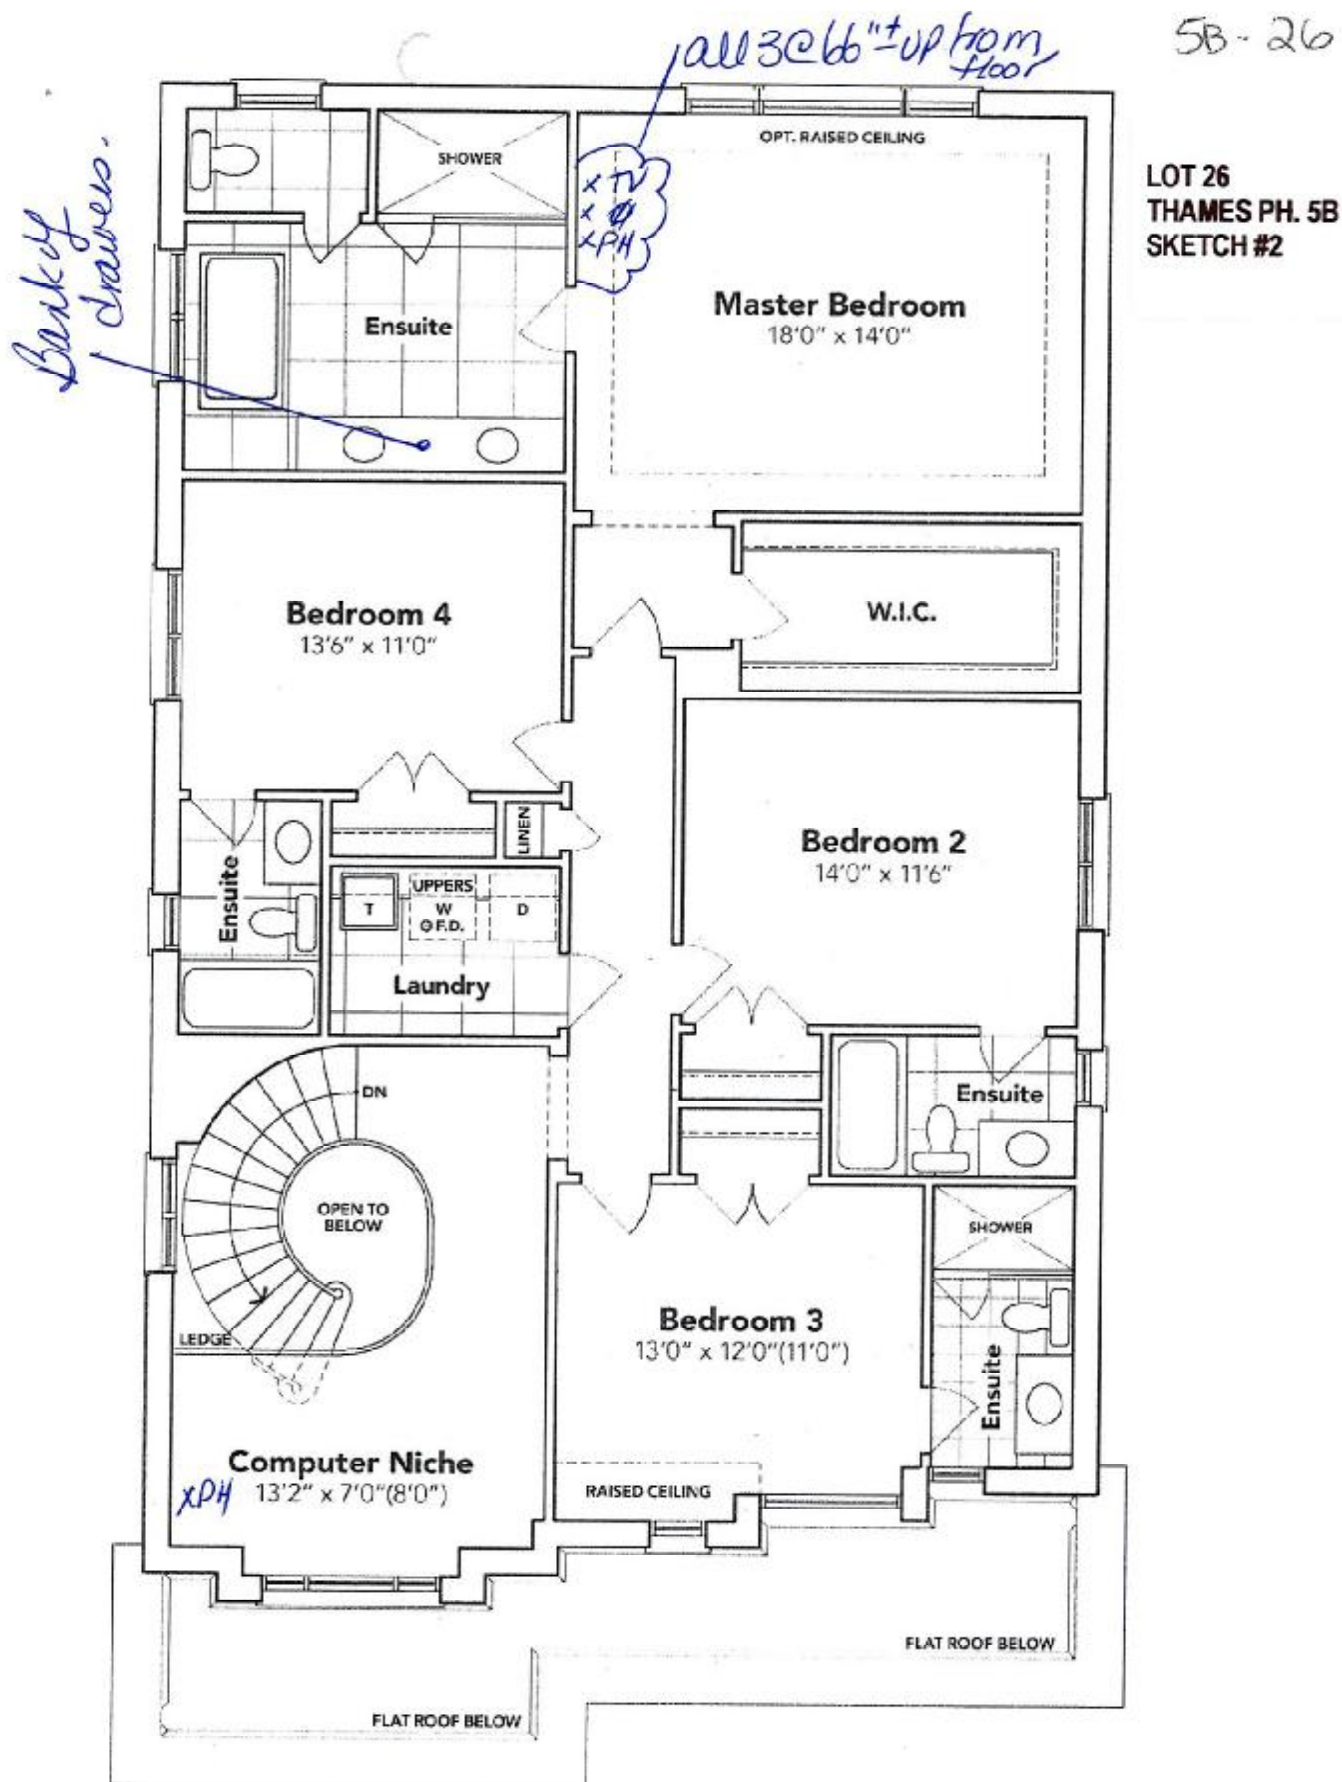 all 3 @ 66"± up from
floor
5B - 26
LOT 26
THAMES PH. 5B
SKETCH #2
OPT. RAISED CEILING
SHOWER
x TV
x
x PH
Bank of
drawers.
Ensuite
Master Bedroom
18'0" x 14'0"
Bedroom 4
13'6" x 11'0"
W.I.C.
LINEN
Bedroom 2
14'0" x 11'6"
Ensuite
UPPERS
T
W
D
F.D.
Laundry
DN
Ensuite
OPEN TO
BELOW
SHOWER
LEDGE
Bedroom 3
13'0" x 12'0"(11'0")
Ensuite
Computer Niche
13'2" x 7'0"(8'0")
xPH
RAISED CEILING
FLAT ROOF BELOW
FLAT ROOF BELOW